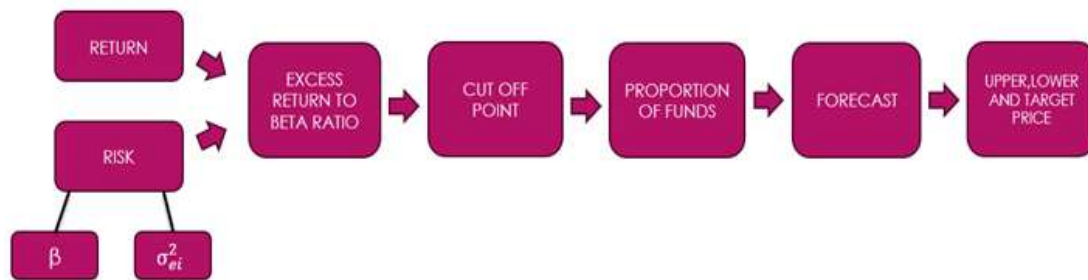 RETURN
RISK
β
σ²ei
EXCESS
RETURN TO
BETA RATIO
CUT OFF
POINT
PROPORTION
OF FUNDS
FORECAST
UPPER,LOWER
AND TARGET
PRICE